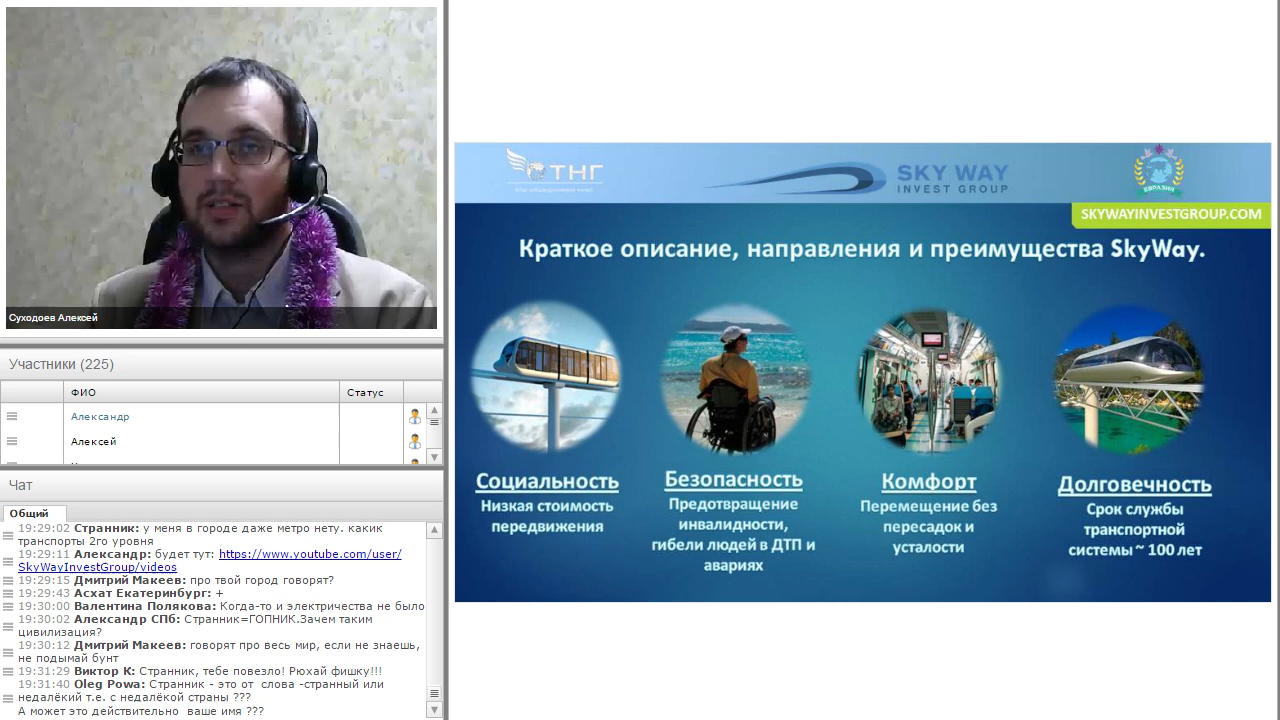 Суходоев Алексей
Участники (225)
ФИО
Статус
Александр
Алексей
Чат
Общий
19:29:02 Странник: у меня в городе даже метро нету. какик
транспорты 2го уровня
19:29:11 Александр: будет тут: https://www.youtube.com/user/
SkyWayInvestGroup/videos
19:29:15 Дмитрий Макеев: про твой город говорят?
19:29:43 Асхат Екатеринбург: +
19:30:00 Валентина Полякова: Когда-то и электричества не было
19:30:02 Александр СПб: Странник=ГОПНИК.Зачем таким
цивилизация?
19:30:12 Дмитрий Макеев: говорят про весь мир, если не знаешь,
не подымай бунт
19:31:29 Виктор К: Странник, тебе повезло! Рюхай фишку!!!
19:31:40 Oleg Powa: Странник - это от слова -странный или
недалёкий т.е. с недалёкой страны ???
А может это действительно ваше имя ???
ТНГ
SKY WAY
INVEST GROUP
ЕВРАЗИЯ
SKYWAYINVESTGROUP.COM
Краткое описание, направления и преимущества SkyWay.
Социальность
Низкая стоимость
передвижения
Безопасность
Предотвращение
инвалидности,
гибели людей в ДТП и
авариях
Комфорт
Перемещение без
пересадок и
усталости
Долговечность
Срок службы
транспортной
системы ~ 100 лет